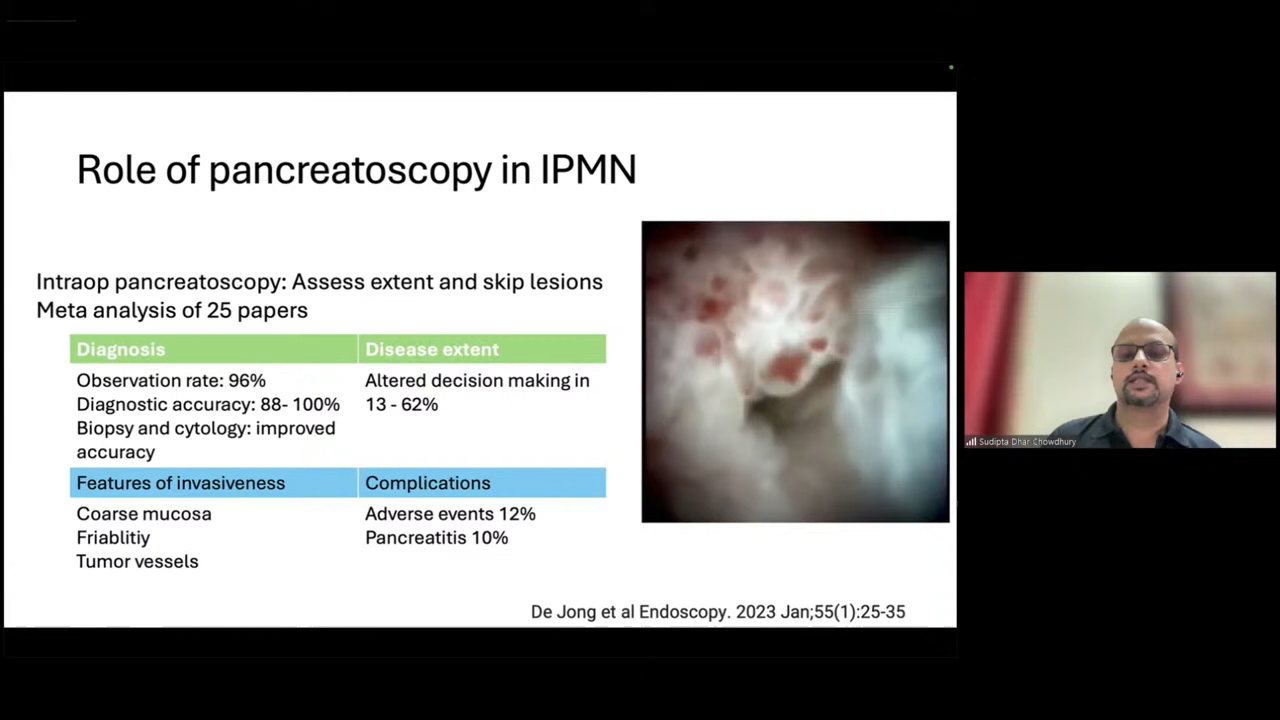 Role of pancreatoscopy in IPMN
Intraop pancreatoscopy: Assess extent and skip lesions
Meta analysis of 25 papers
Diagnosis
Disease extent
Observation rate: 96%
Diagnostic accuracy: 88- 100%
Biopsy and cytology: improved
accuracy
Altered decision making in
13 - 62%
Features of invasiveness
Complications
Coarse mucosa
Friablitiy
Tumor vessels
Adverse events 12%
Pancreatitis 10%
De Jong et al Endoscopy. 2023 Jan;55(1):25-35
Sudipta Dhar Chowdhury